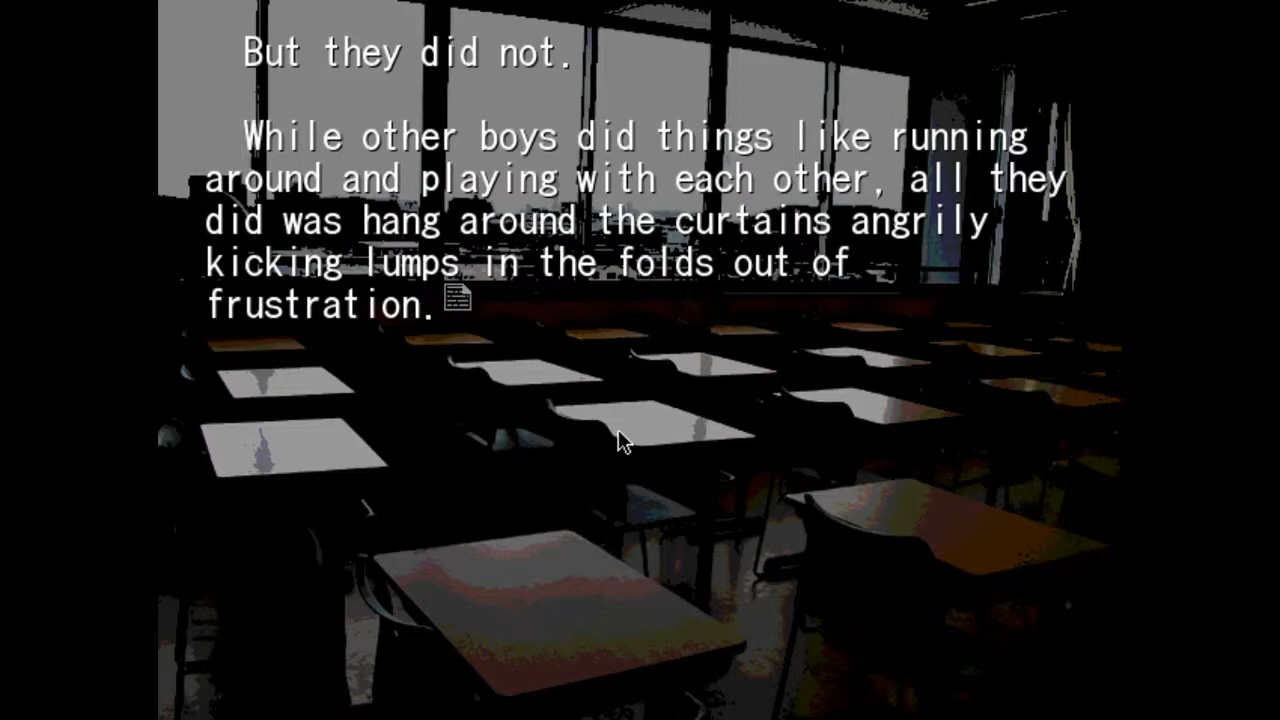 But they did not.
While other boys did things like running
around and playing with each other, all they
did was hang around the curtains angrily
kicking lumps in the folds out of
frustration.